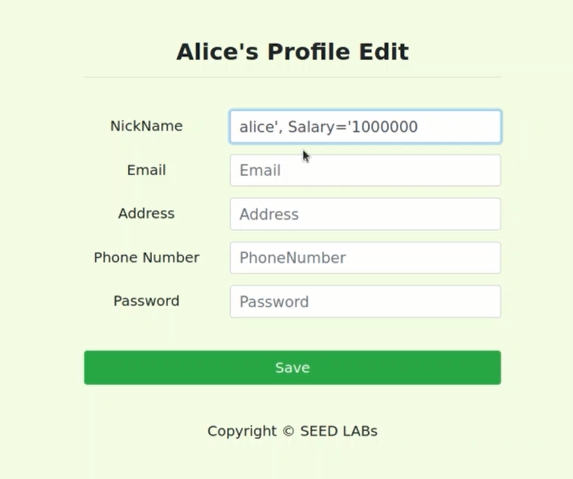 Alice's Profile Edit
NickName alice', Salary='1000000
Email Email
Address Address
Phone Number PhoneNumber
Password Password
Save
Copyright © SEED LABs